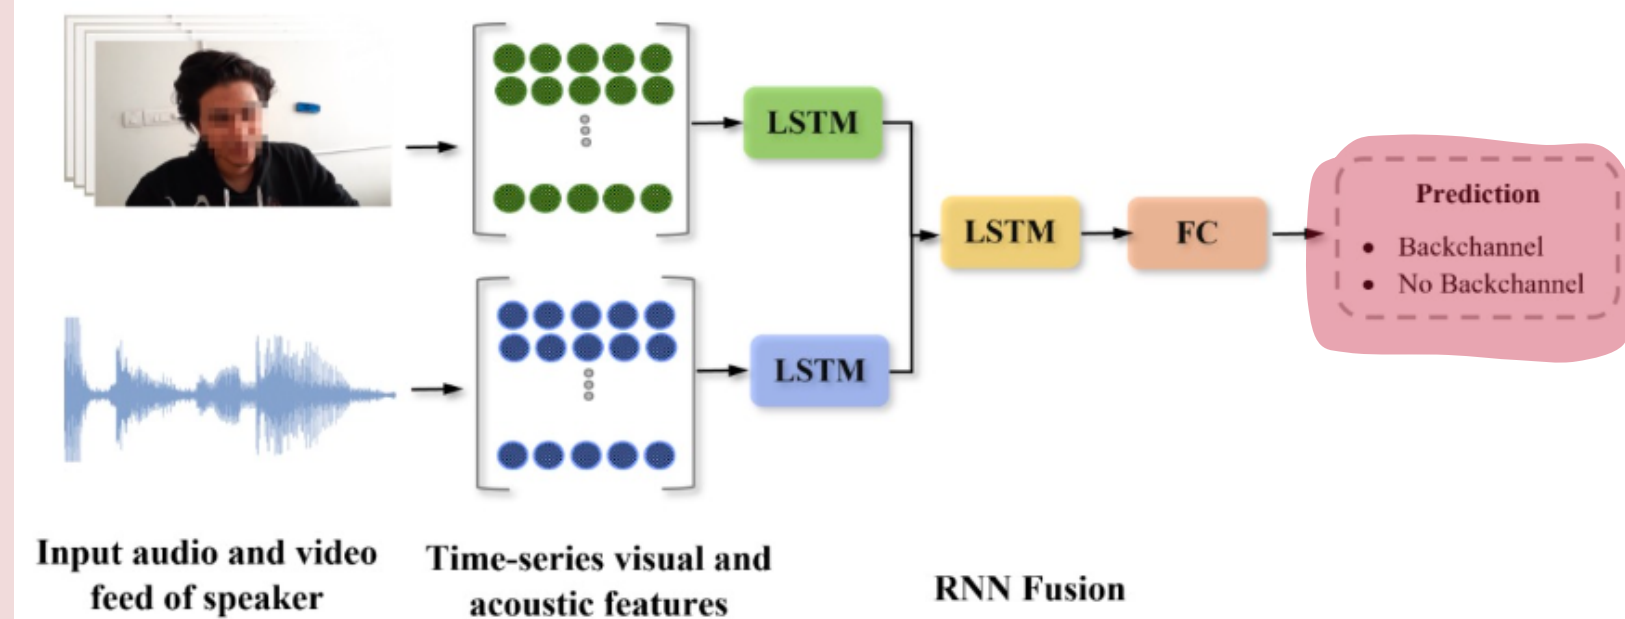 LSTM
LSTM
LSTM
FC
Prediction
• Backchannel
• No Backchannel
Input audio and video
feed of speaker
Time-series visual and
acoustic features
RNN Fusion